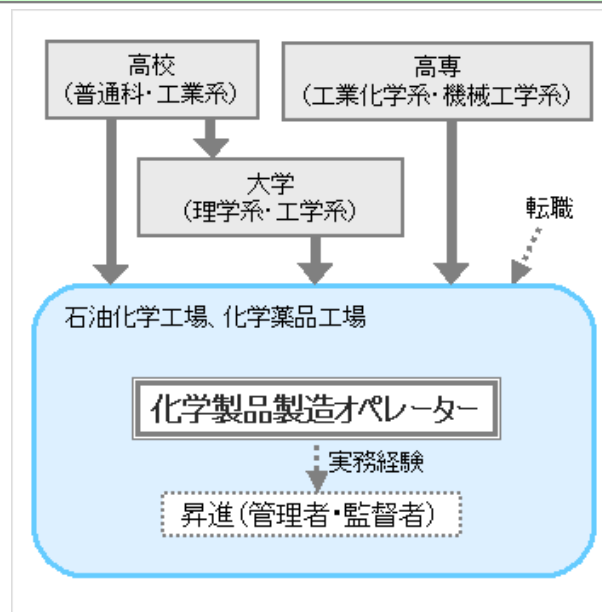 高校
(普通科・工業系)
高専
(工業化学系・機械工学系)
大学
(理学系・工学系)
転職
石油化学工場、化学薬品工場
化学製品製造オペレーター
実務経験
昇進(管理者・監督者)